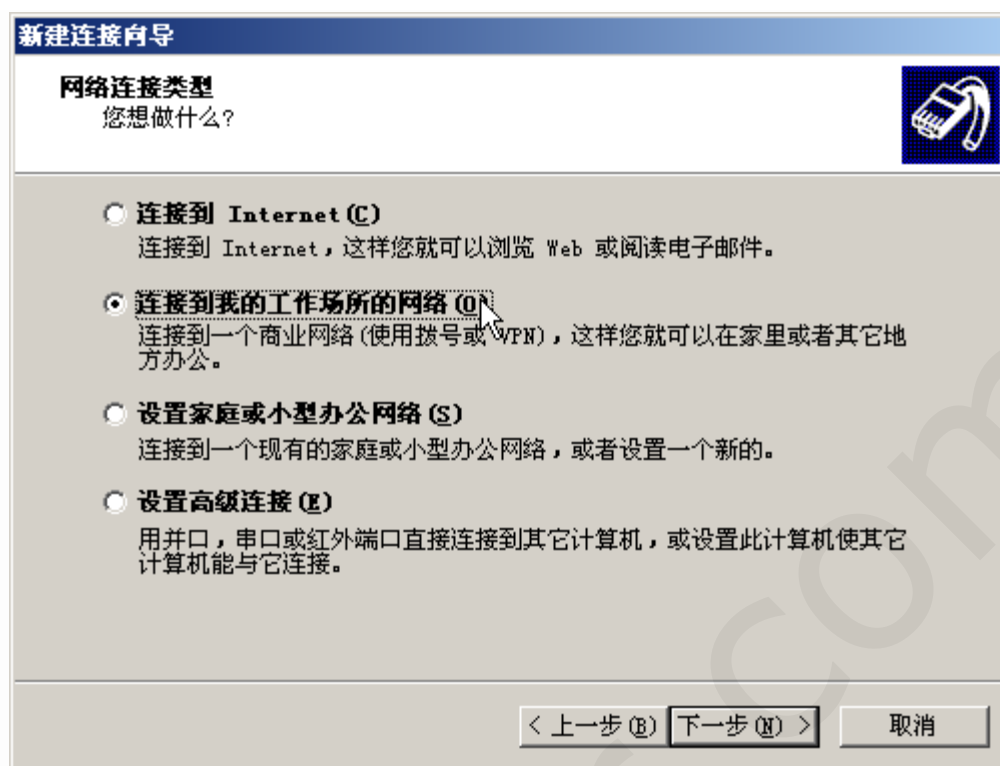 新建连接向导
网络连接类型
您想做什么?
连接到 Internet(C)
连接到 Internet，这样您就可以浏览 Web 或阅读电子邮件。
连接到我的工作场所的网络(O)
连接到一个商业网络(使用拨号或 VPN)，这样您就可以在家里或者其它地
方办公。
设置家庭或小型办公网络(S)
连接到一个现有的家庭或小型办公网络，或者设置一个新的。
设置高级连接(E)
用并口，串口或红外端口直接连接到其它计算机，或设置此计算机使其它
计算机能与它连接。
< 上一步(B) 下一步(N) > 取消
com